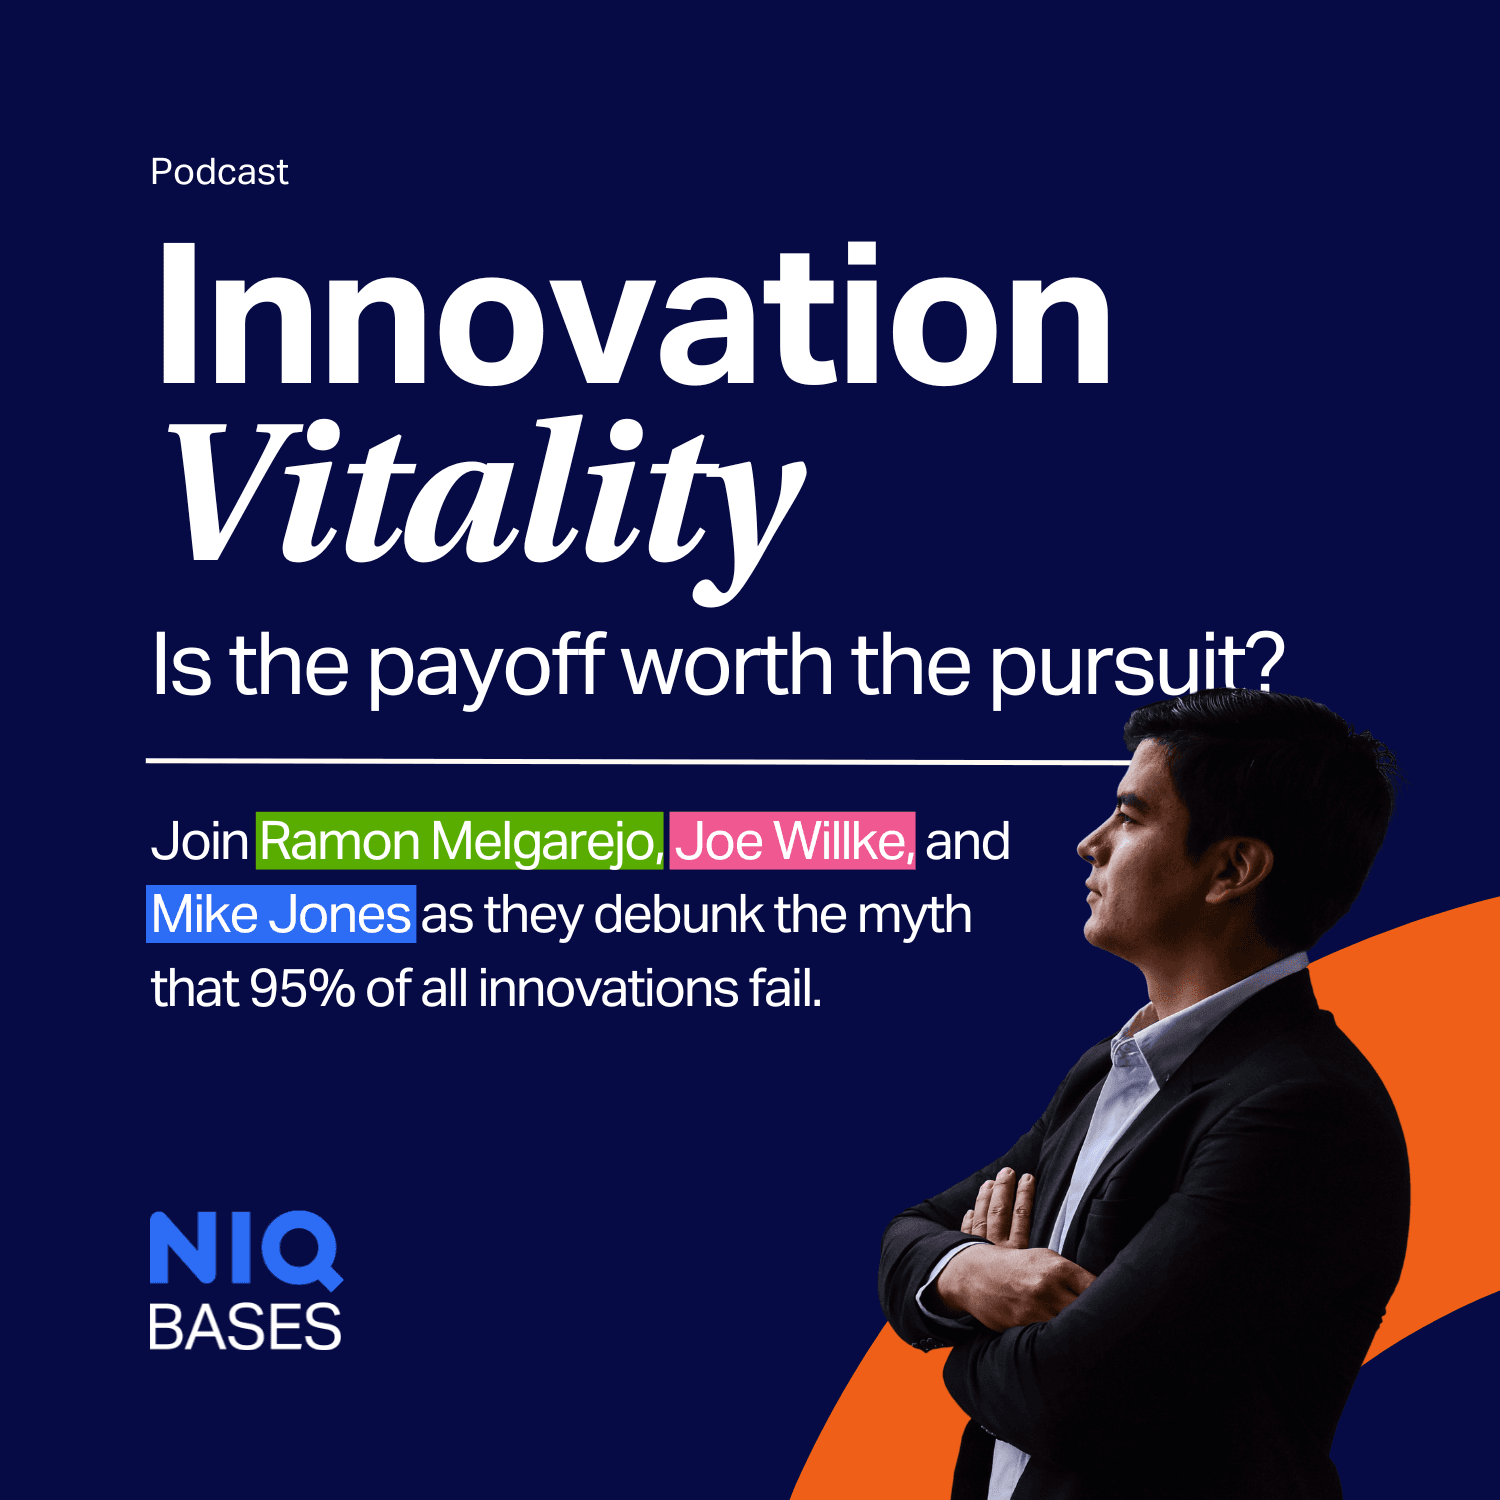 Podcast
Innovation
Vitality
Is the payoff worth the pursuit?
Join Ramon Melgarejo, Joe Willke, and
Mike Jones as they debunk the myth
that 95% of all innovations fail.
NIQ
BASES